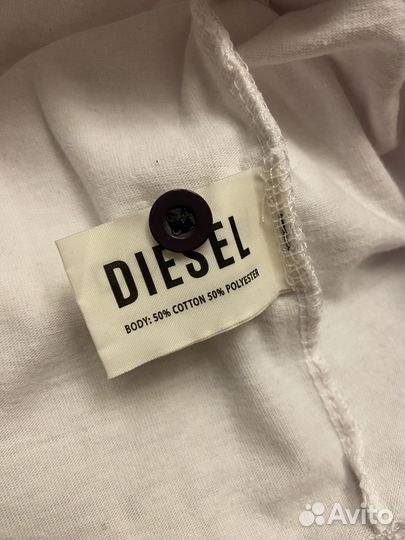 DIESEL
BODY: 50% COTTON 50% POLYESTER
Avito